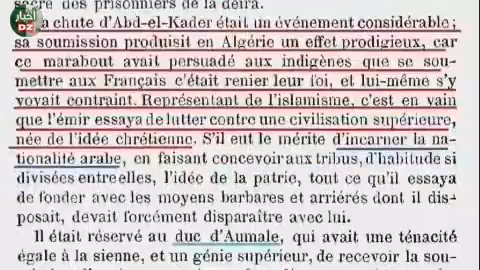 أخبار
DZ
sacre des prisonniers de la deïra.
La chute d'Abd-el-Kader était un événement considérable ;
sa soumission produisit en Algérie un effet prodigieux, car
ce marabout avait persuadé aux indigènes que se sou-
mettre aux Français c'était renier leur foi, et lui-même s'y
voyait contraint. Représentant de l'islamisme, c'est en vain
que l'émir essaya de lutter contre une civilisation supérieure,
née de l'idée chrétienne. S'il eut le mérite d'incarner la na-
tionalité arabe, en faisant concevoir aux tribus, d'habitude si
divisées entre elles, l'idée de la patrie, tout ce qu'il essaya
de fonder avec les moyens barbares et arriérés dont il dis-
posait, devait forcément disparaître avec lui.
Il était réservé au duc d'Aumale, qui avait une ténacité
égale à la sienne, et un génie supérieur, de recevoir la sou-